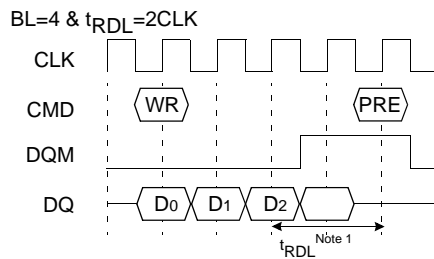 BL=4 & tRDL=2CLK
CLK
CMD WR PRE
DQM
DQ D0 D1 D2
tRDL Note 1